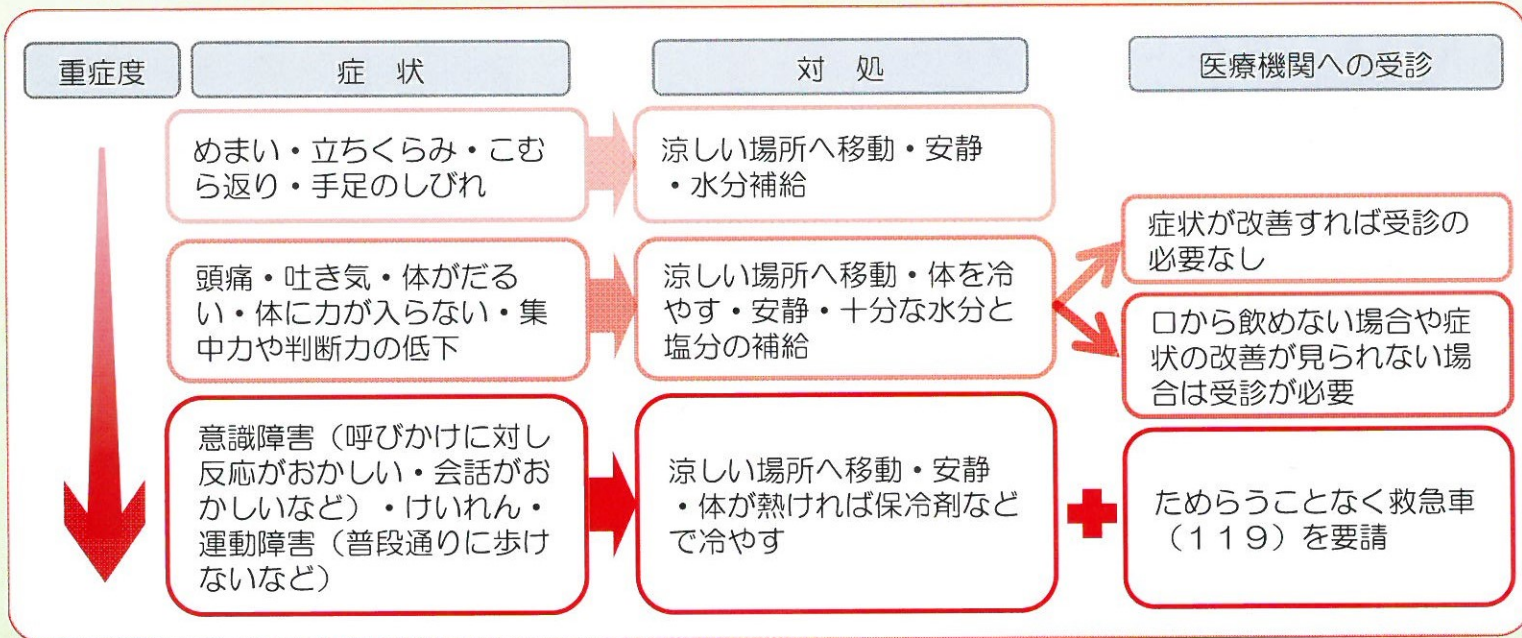 重症度
症 状
対 処
医療機関への受診
めまい・立ちくらみ・こむ
ら返り・手足のしびれ
涼しい場所へ移動・安静
・水分補給
頭痛・吐き気・体がだる
い・体に力が入らない・集
中力や判断力の低下
涼しい場所へ移動・体を冷
やす・安静・十分な水分と
塩分の補給
症状が改善すれば受診の
必要なし
口から飲めない場合や症
状の改善が見られない場
合は受診が必要
意識障害（呼びかけに対し
反応がおかしい・会話がお
かしいなど）・けいれん・
運動障害（普段通りに歩け
ないなど）
涼しい場所へ移動・安静
・体が熱ければ保冷剤など
で冷やす
ためらうことなく救急車
（１１９）を要請